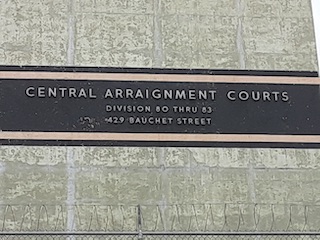 CENTRAL ARRAIGNMENT COURTS
DIVISION 80 THRU 83
429 BAUCHET STREET